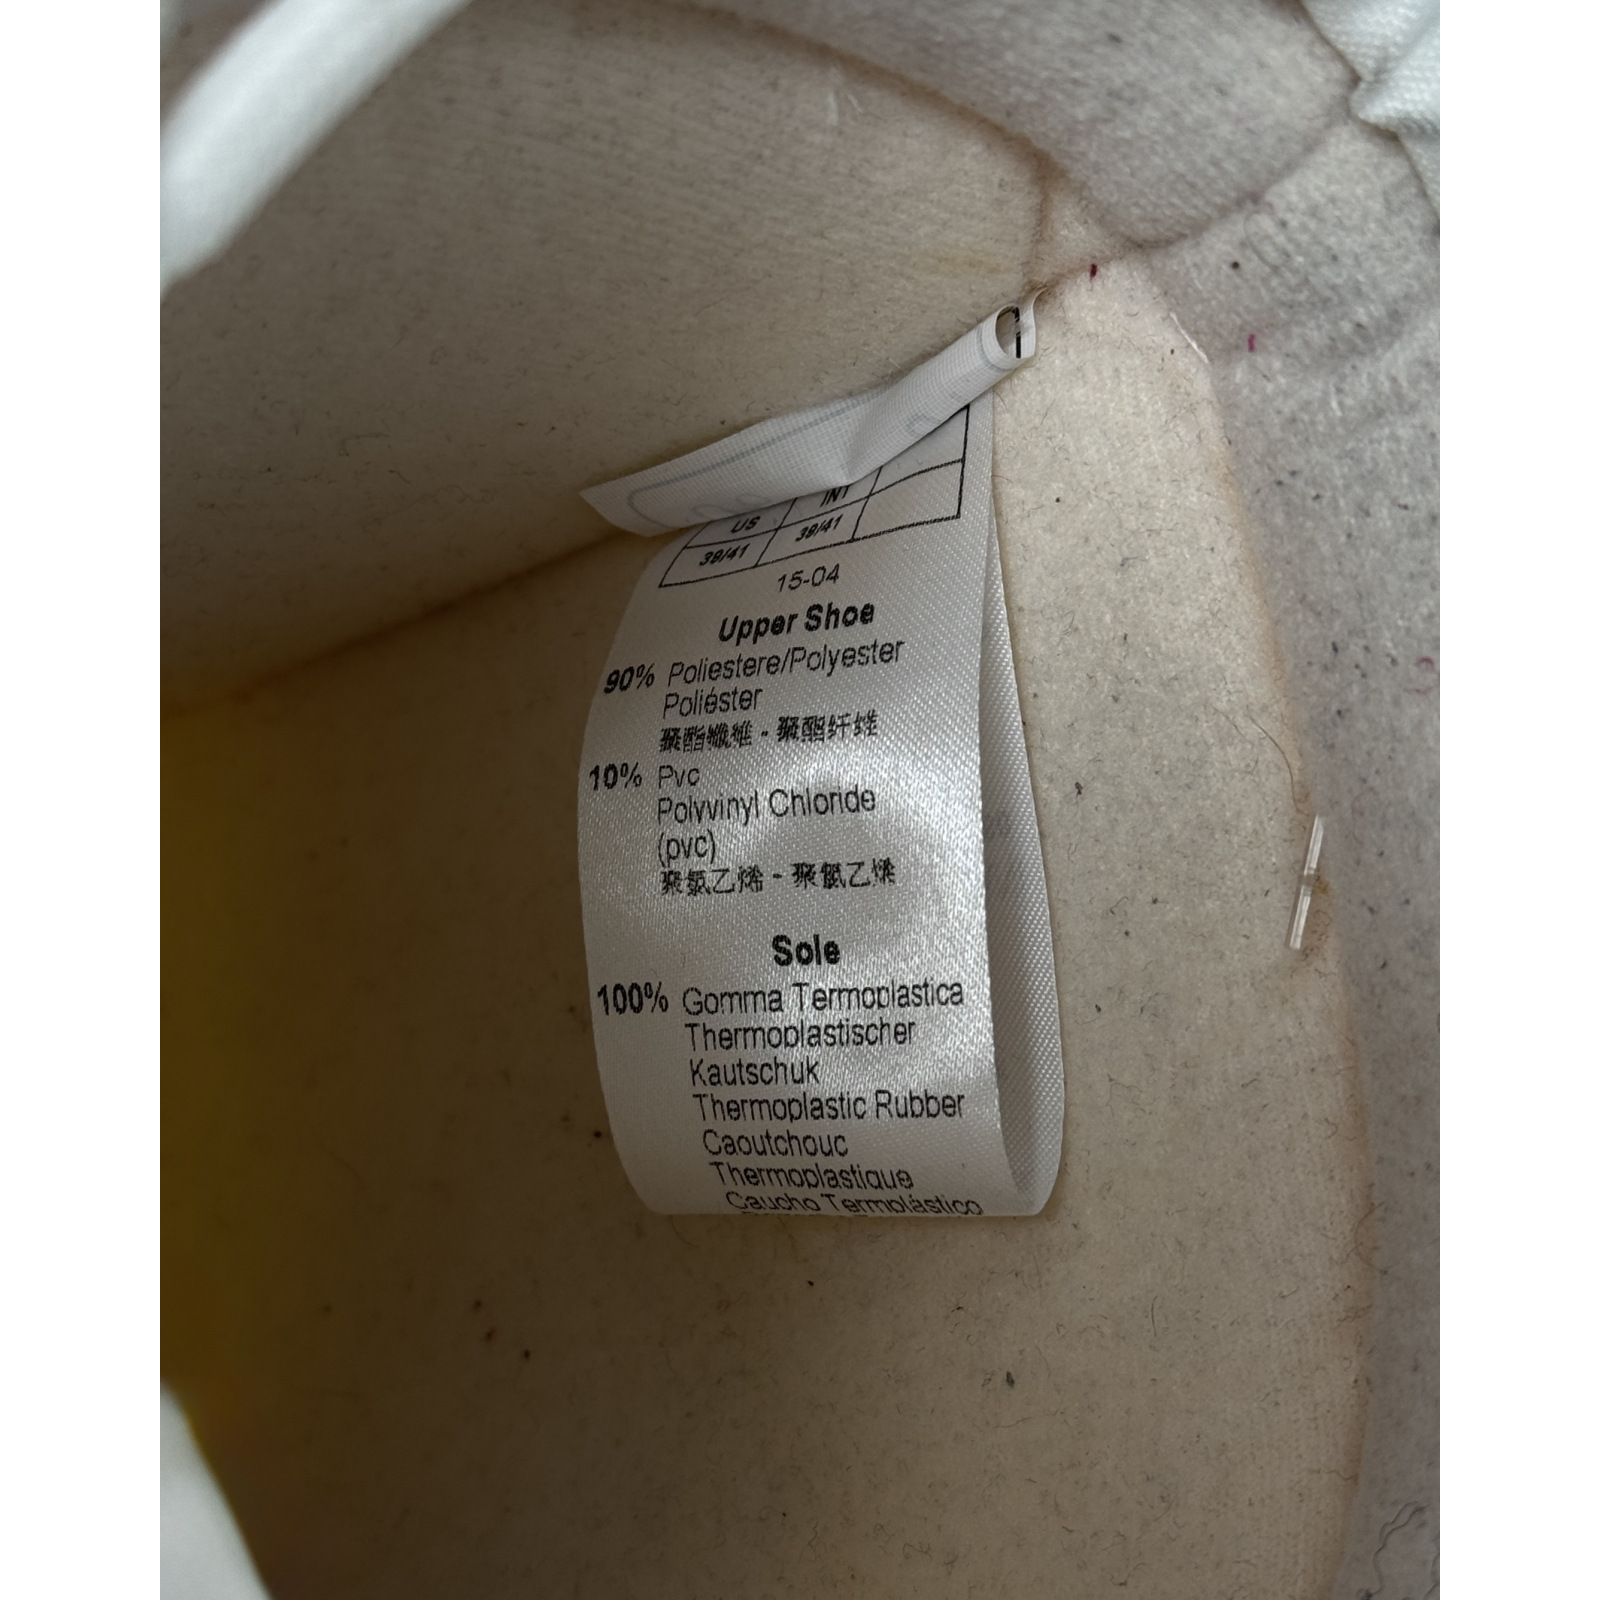 US INT
39/41 39/41
15-04
Upper Shoe
90% Poliestere/Polyester
Poliéster
聚酯纖維 - 聚酯纤维
10% Pvc
Polyvinyl Chloride
(pvc)
聚氯乙烯 - 聚氯乙烯
Sole
100% Gomma Termoplastica
Thermoplastischer
Kautschuk
Thermoplastic Rubber
Caoutchouc
Thermoplastique
Caucho Termoplástico